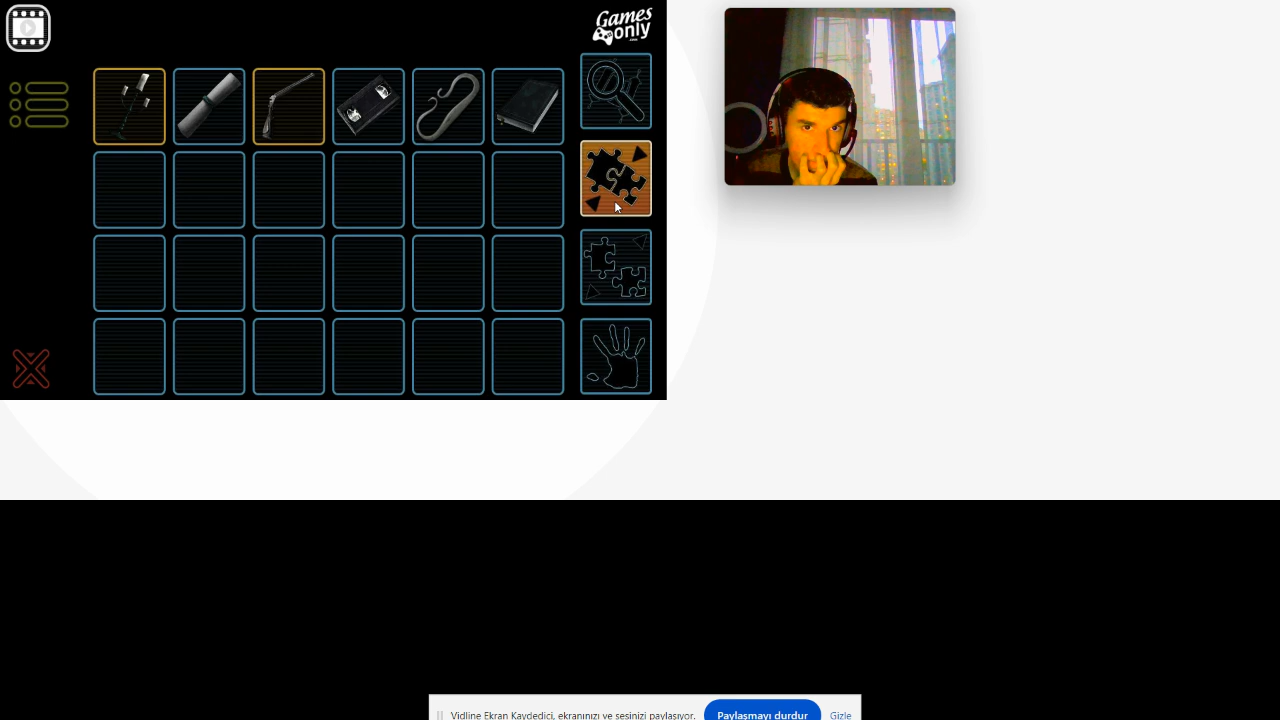 Games
only
Vidline Ekran Kaydedici, ekranınızı ve sesinizi paylaşıyor.
Paylaşmayı durdur
Gizle